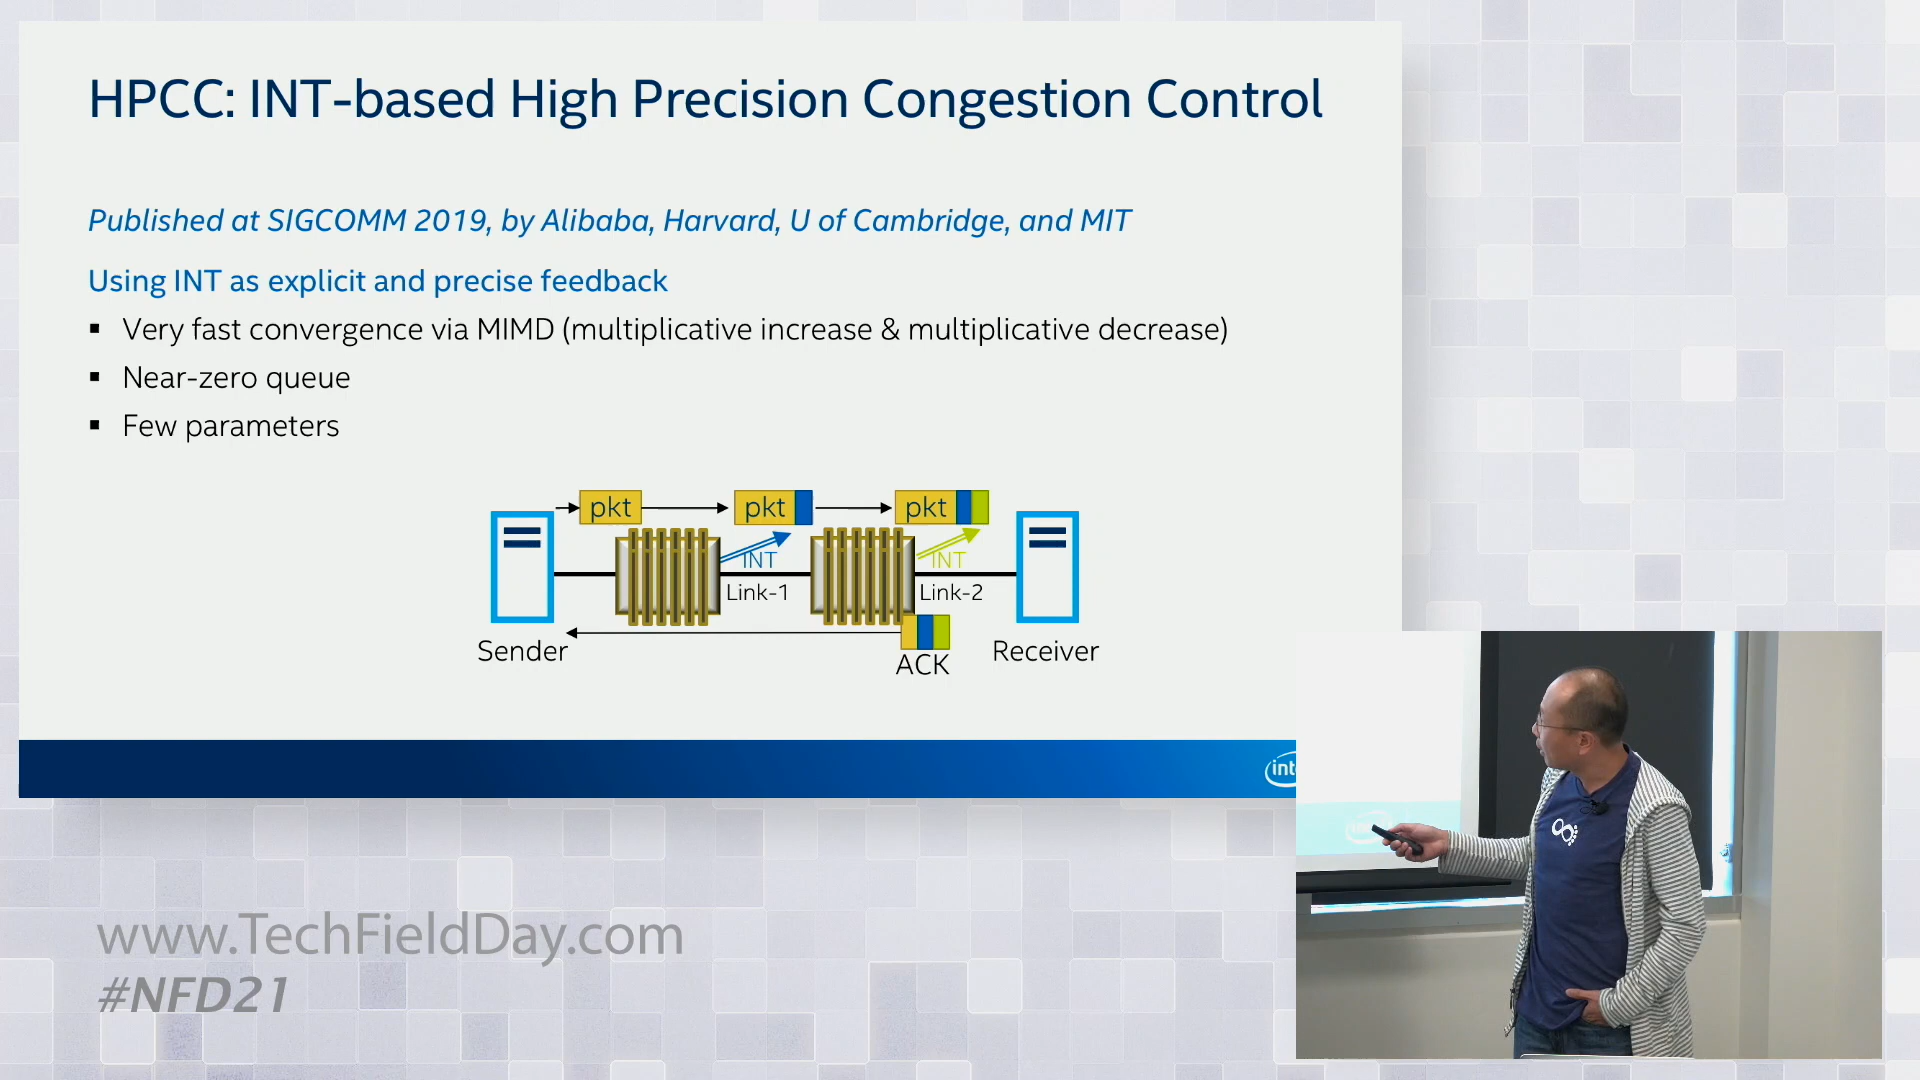 HPCC: INT-based High Precision Congestion Control
Published at SIGCOMM 2019, by Alibaba, Harvard, U of Cambridge, and MIT
Using INT as explicit and precise feedback
▪ Very fast convergence via MIMD (multiplicative increase & multiplicative decrease)
▪ Near-zero queue
▪ Few parameters
pkt pkt pkt
INT INT
Link-1 Link-2
Sender ACK Receiver
www.TechFieldDay.com
#NFD21